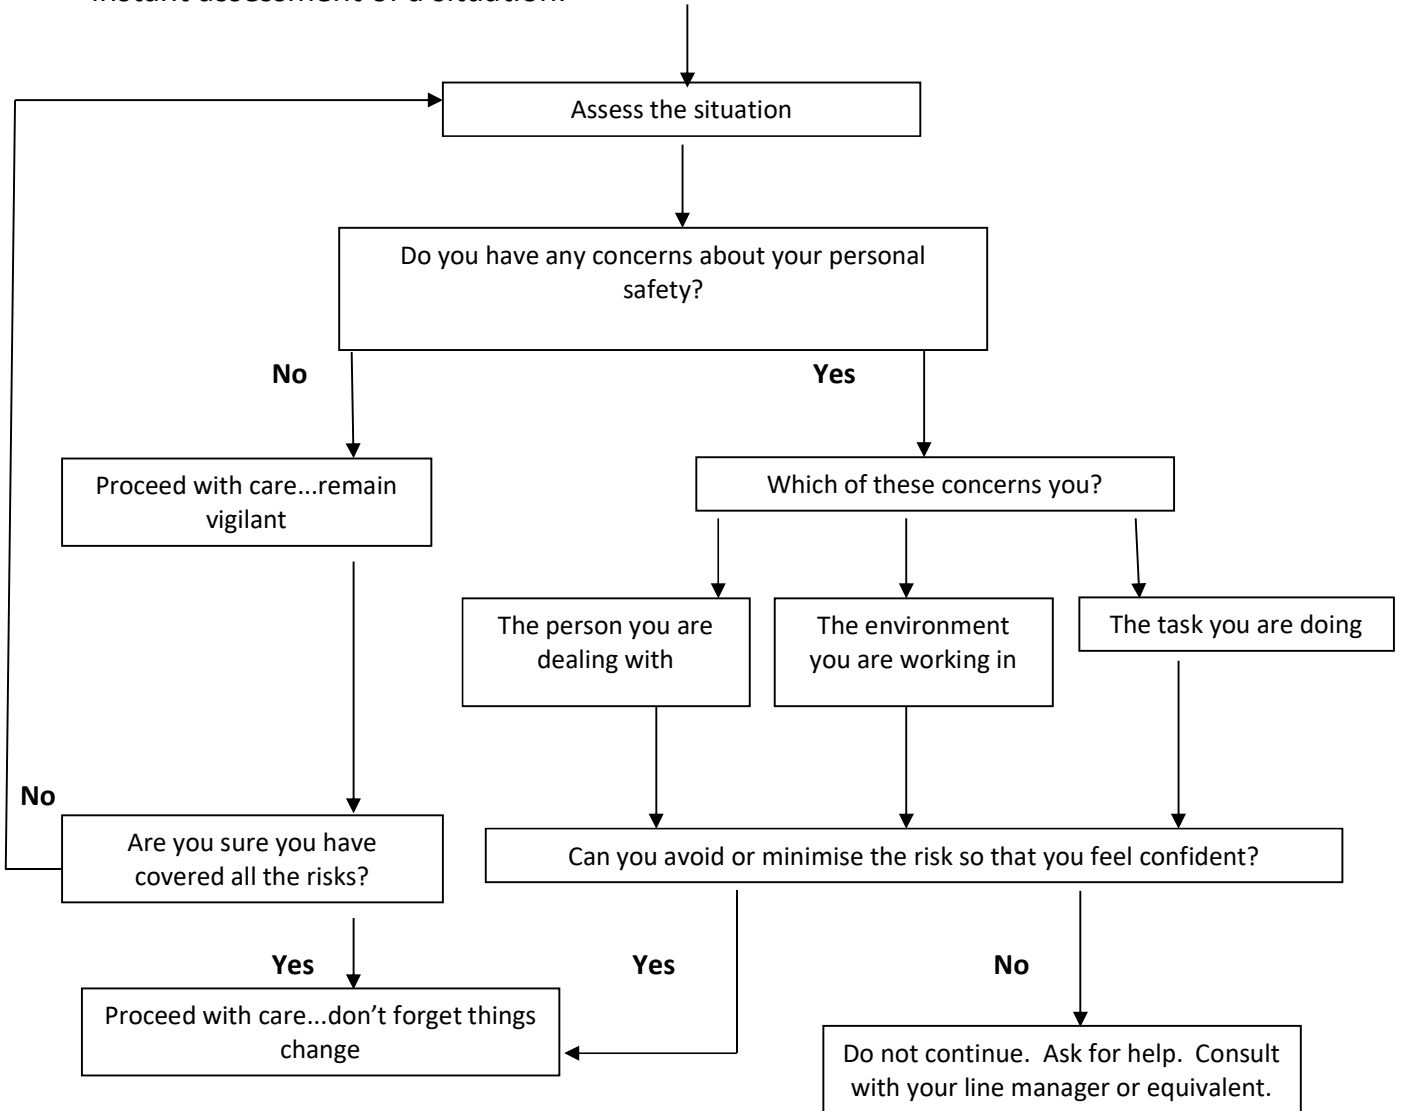 instant assessment of a situation.
Assess the situation
Do you have any concerns about your personal
safety?
No
Yes
Proceed with care...remain
vigilant
Which of these concerns you?
The person you are
dealing with
The environment
you are working in
The task you are doing
No
Are you sure you have
covered all the risks?
Can you avoid or minimise the risk so that you feel confident?
Yes
Yes
No
Proceed with care...don’t forget things
change
Do not continue.  Ask for help.  Consult
with your line manager or equivalent.